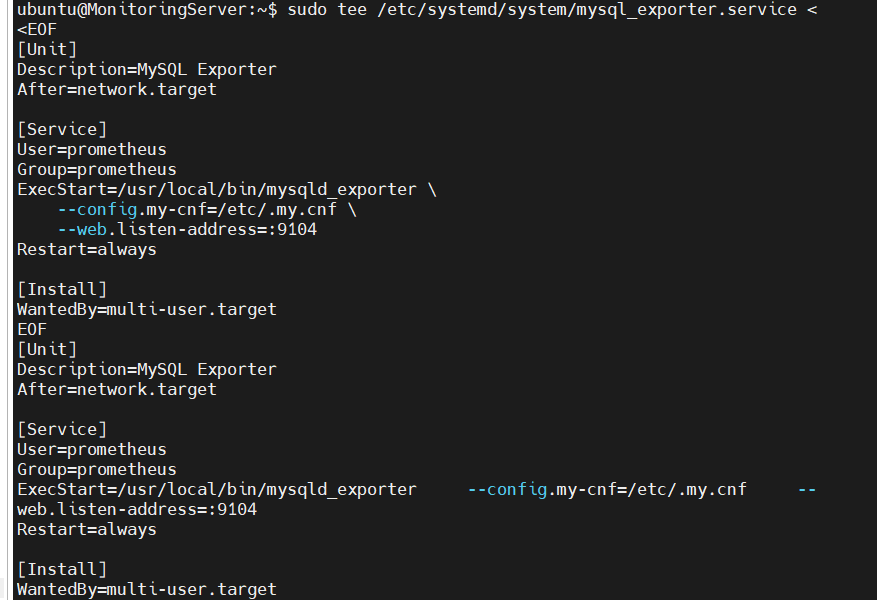 ubuntu@MonitoringServer:~$ sudo tee /etc/systemd/system/mysql_exporter.service <
<EOF
[Unit]
Description=MySQL Exporter
After=network.target

[Service]
User=prometheus
Group=prometheus
ExecStart=/usr/local/bin/mysqld_exporter \
    --config.my-cnf=/etc/.my.cnf \
    --web.listen-address=:9104
Restart=always

[Install]
WantedBy=multi-user.target
EOF
[Unit]
Description=MySQL Exporter
After=network.target

[Service]
User=prometheus
Group=prometheus
ExecStart=/usr/local/bin/mysqld_exporter     --config.my-cnf=/etc/.my.cnf     --
web.listen-address=:9104
Restart=always

[Install]
WantedBy=multi-user.target